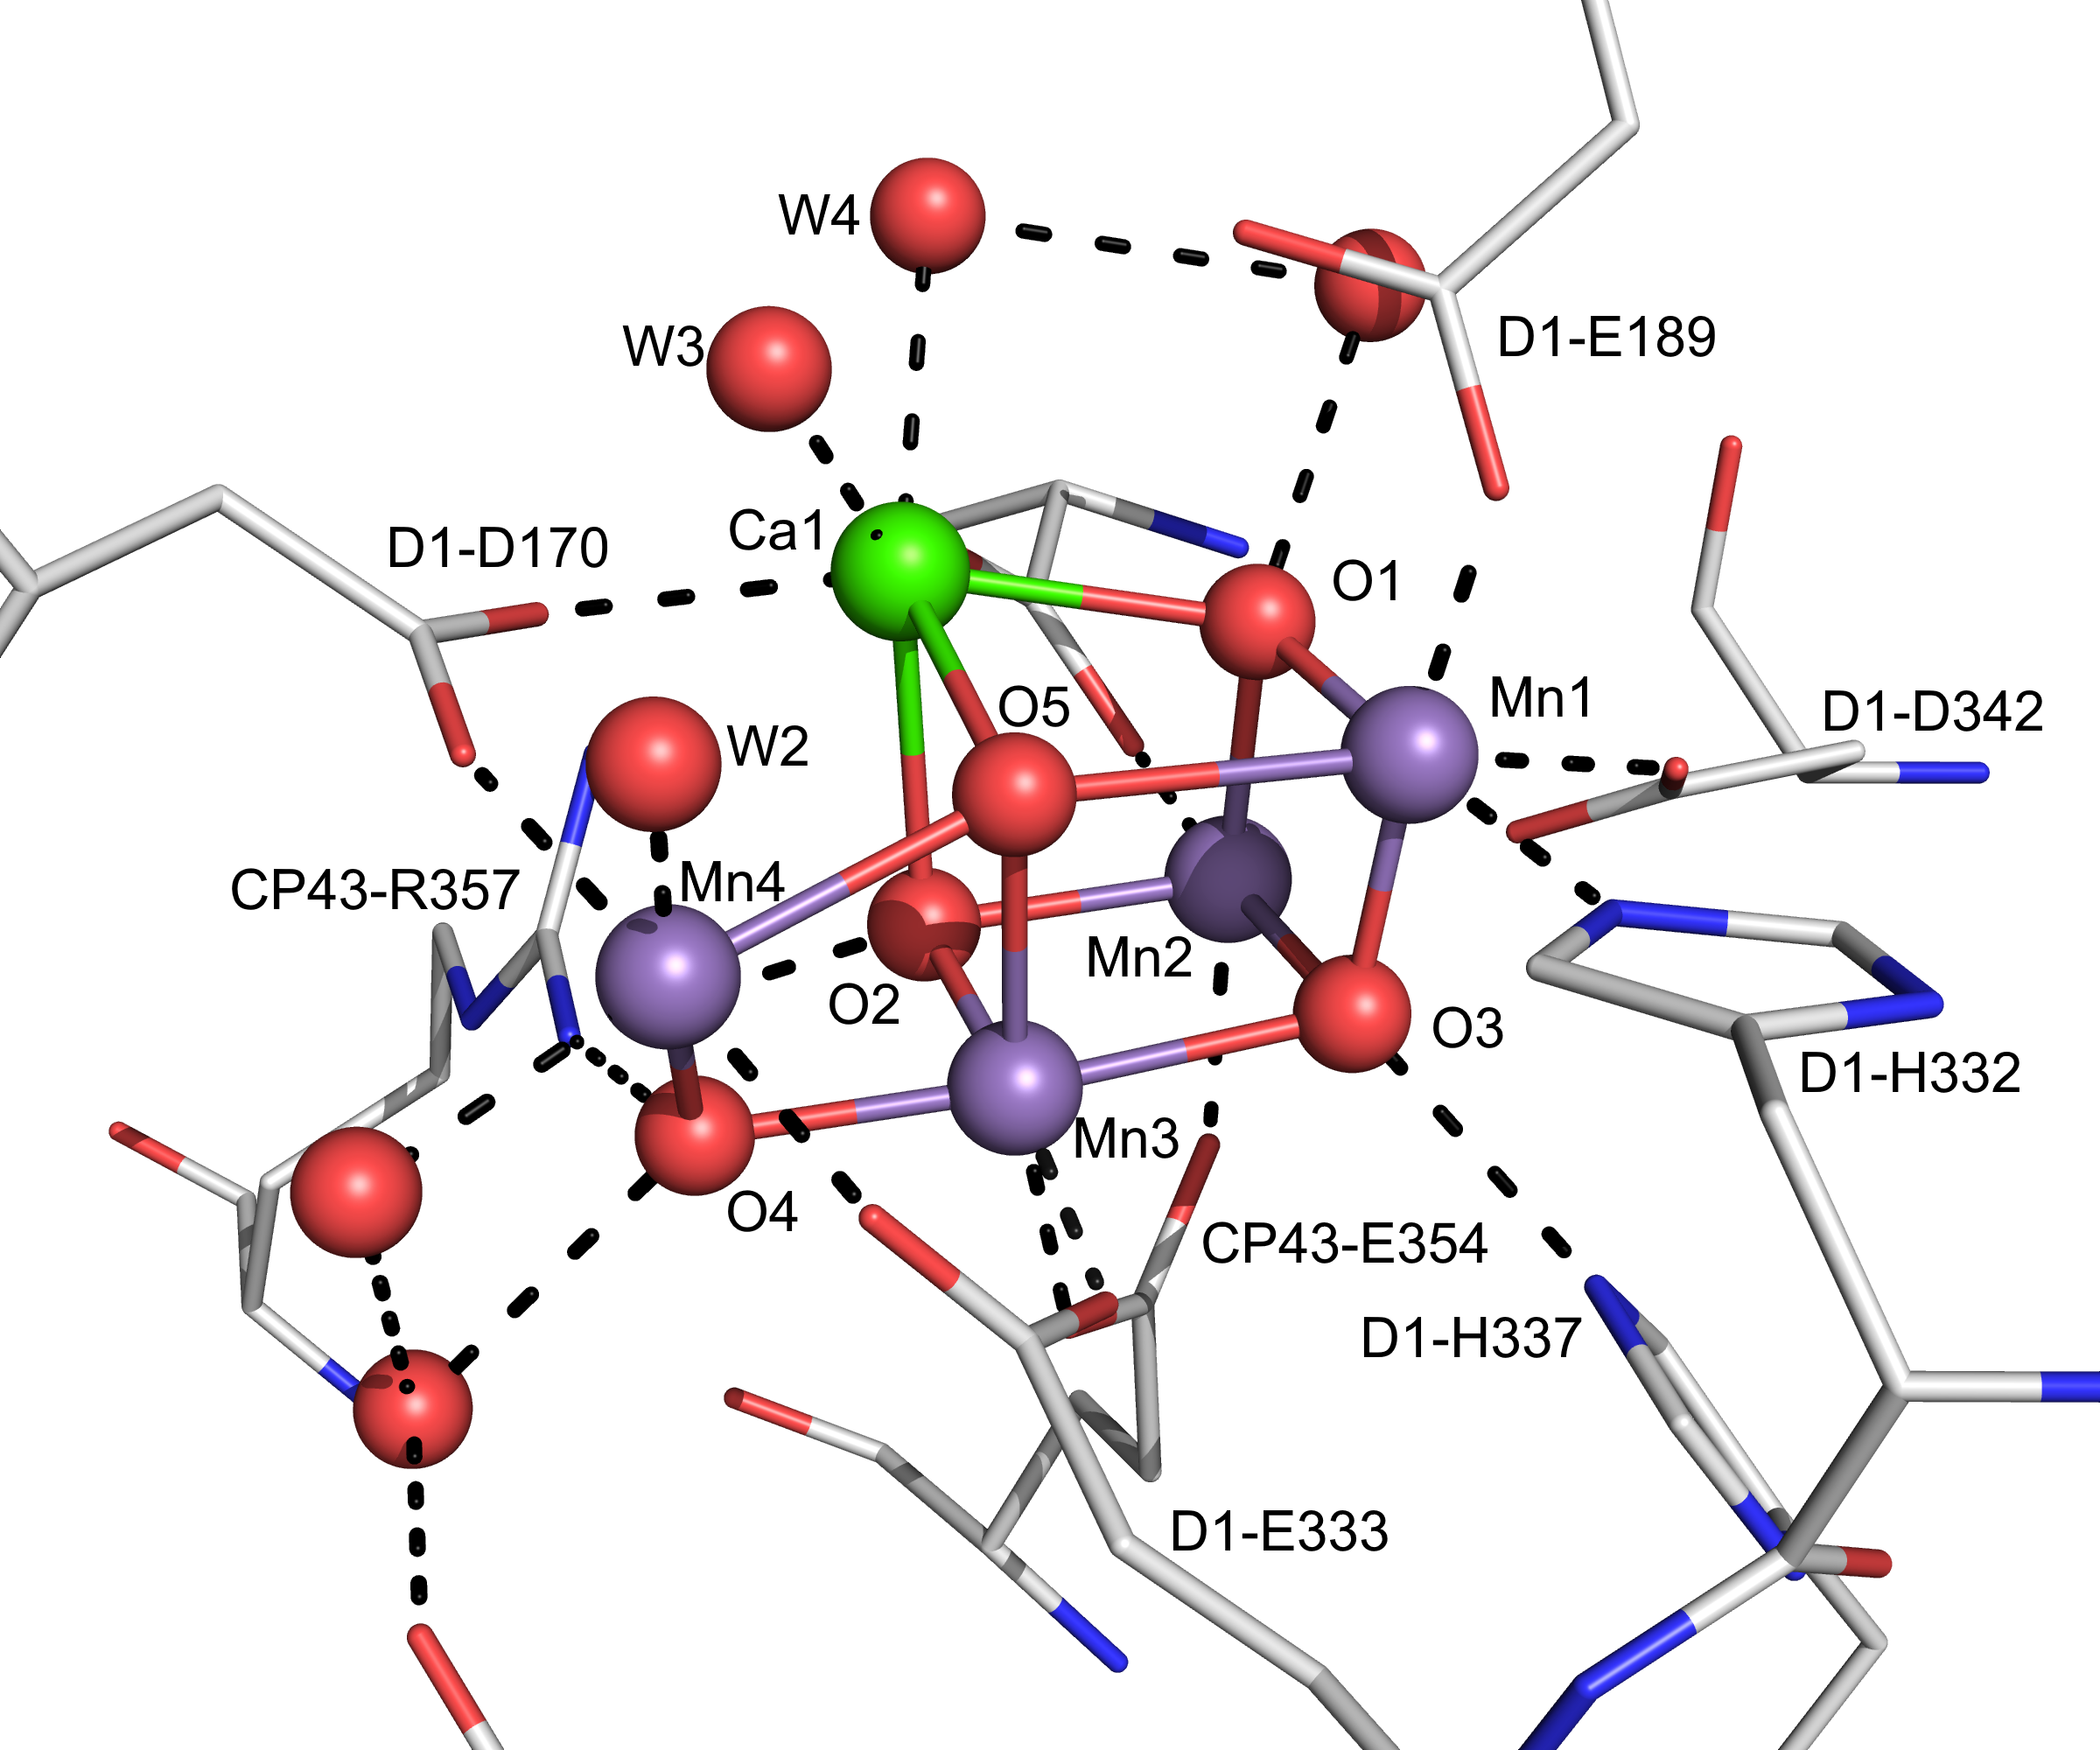 W4
W3
D1-E189
Ca1
D1-D170
O1
O5
Mn1
D1-D342
W2
Mn4
CP43-R357
Mn2
O2
O3
D1-H332
Mn3
O4
CP43-E354
D1-H337
D1-E333